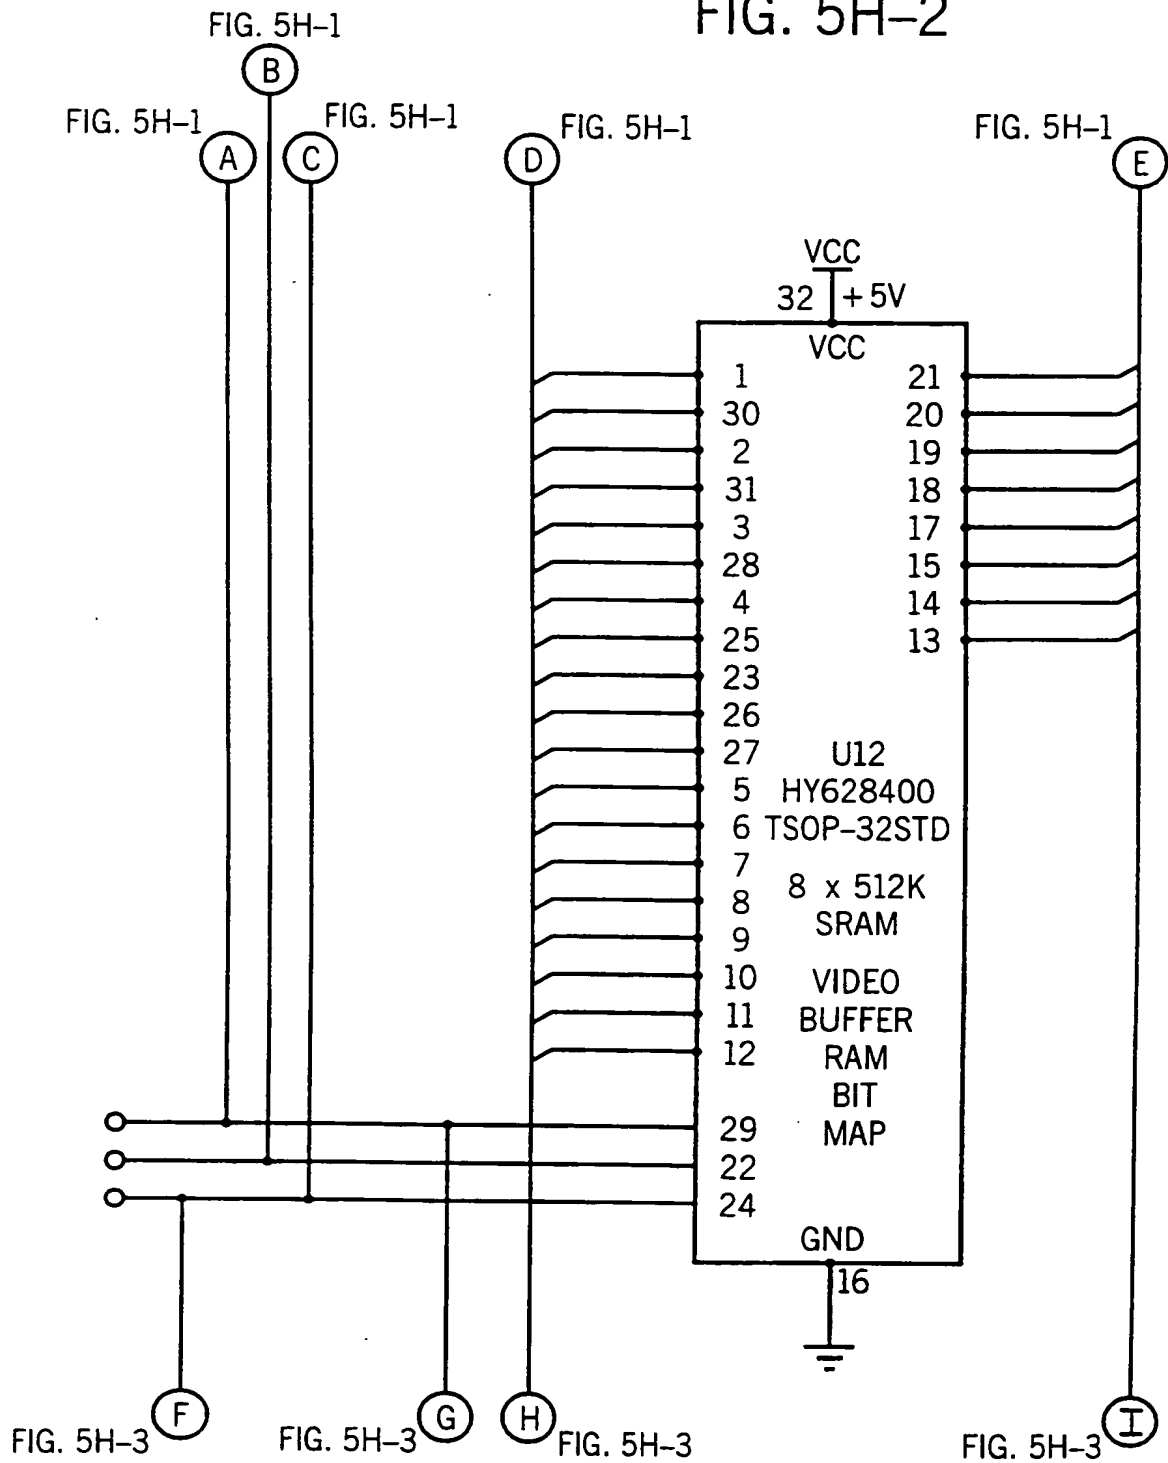 FIG. 5H-2
FIG. 5H-1
B
FIG. 5H-1
A
FIG. 5H-1
C
FIG. 5H-1
D
FIG. 5H-1
E
VCC
32
+5V
VCC
1
30
2
31
3
28
4
25
23
26
27
5
6
7
8
9
10
11
12
29
22
24
21
20
19
18
17
15
14
13
U12
HY628400
TSOP-32STD
8 x 512K
SRAM
VIDEO
BUFFER
RAM
BIT
MAP
GND
16
F
FIG. 5H-3
G
FIG. 5H-3
H
FIG. 5H-3
I
FIG. 5H-3